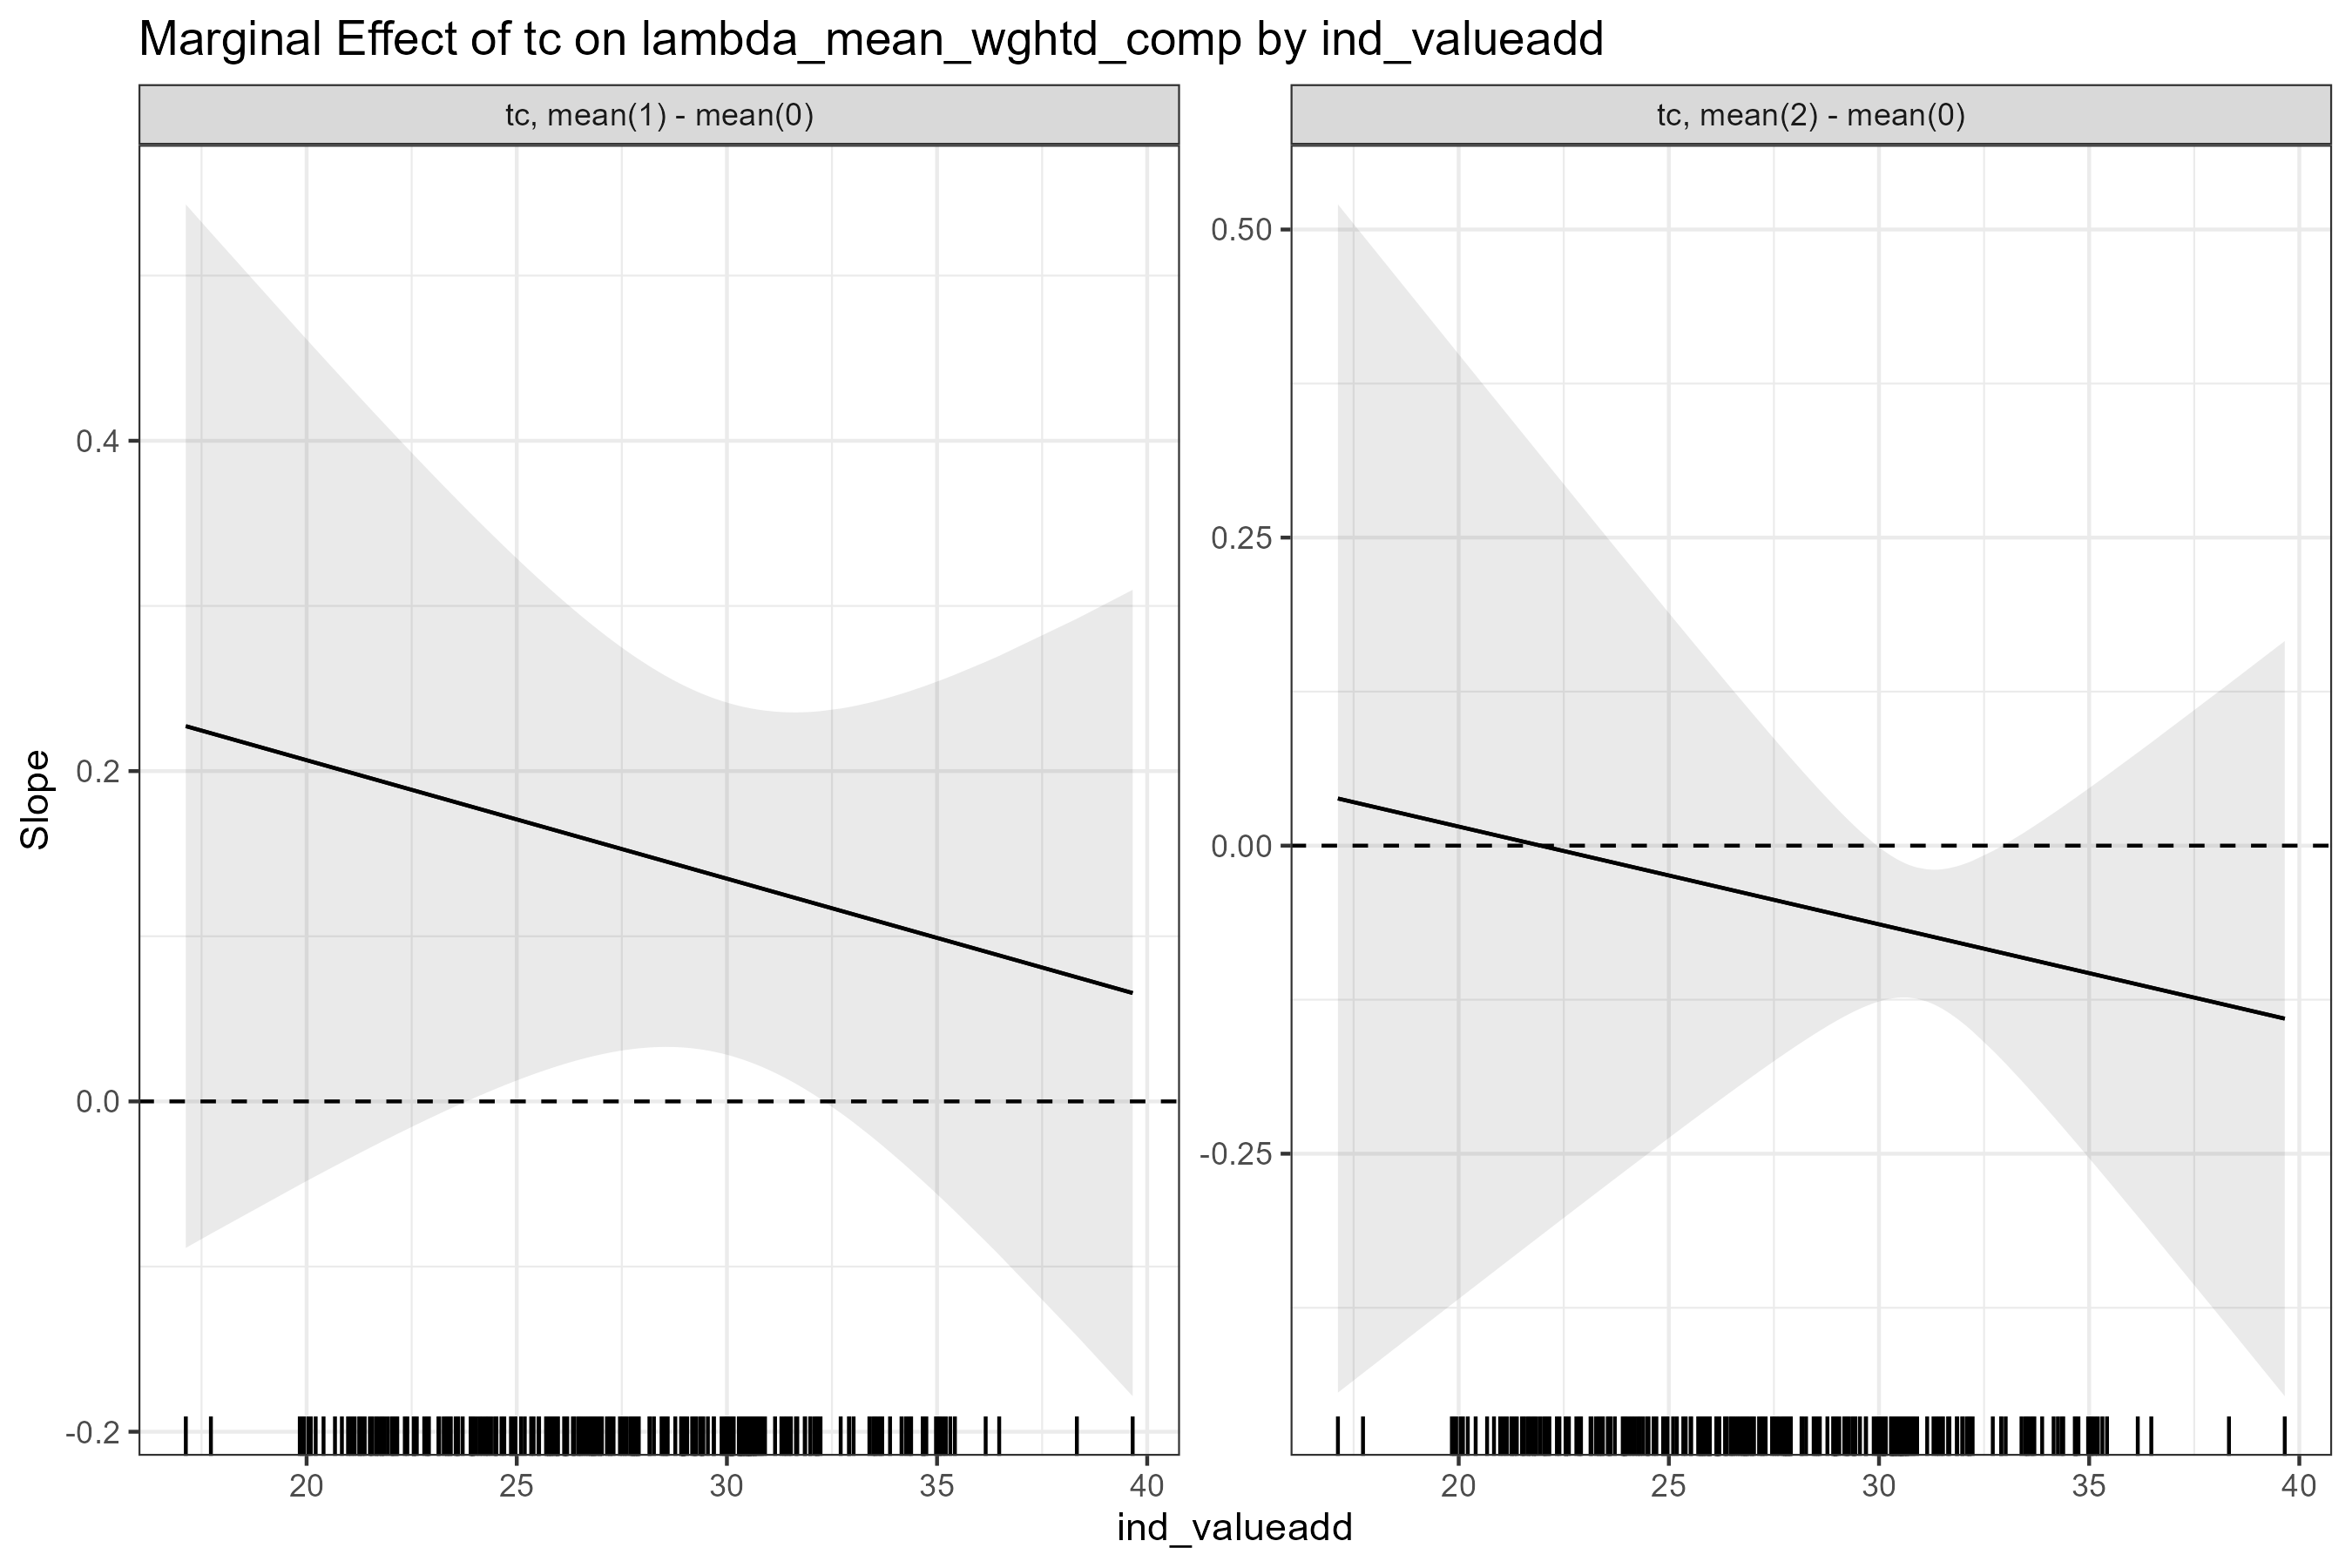 Marginal Effect of tc on lambda_mean_wghtd_comp by ind_valueadd
tc, mean(1) - mean(0)
tc, mean(2) - mean(0)
Slope
0.4
0.2
0.0
-0.2
0.50
0.25
0.00
-0.25
20 25 30 35 40
20 25 30 35 40
ind_valueadd